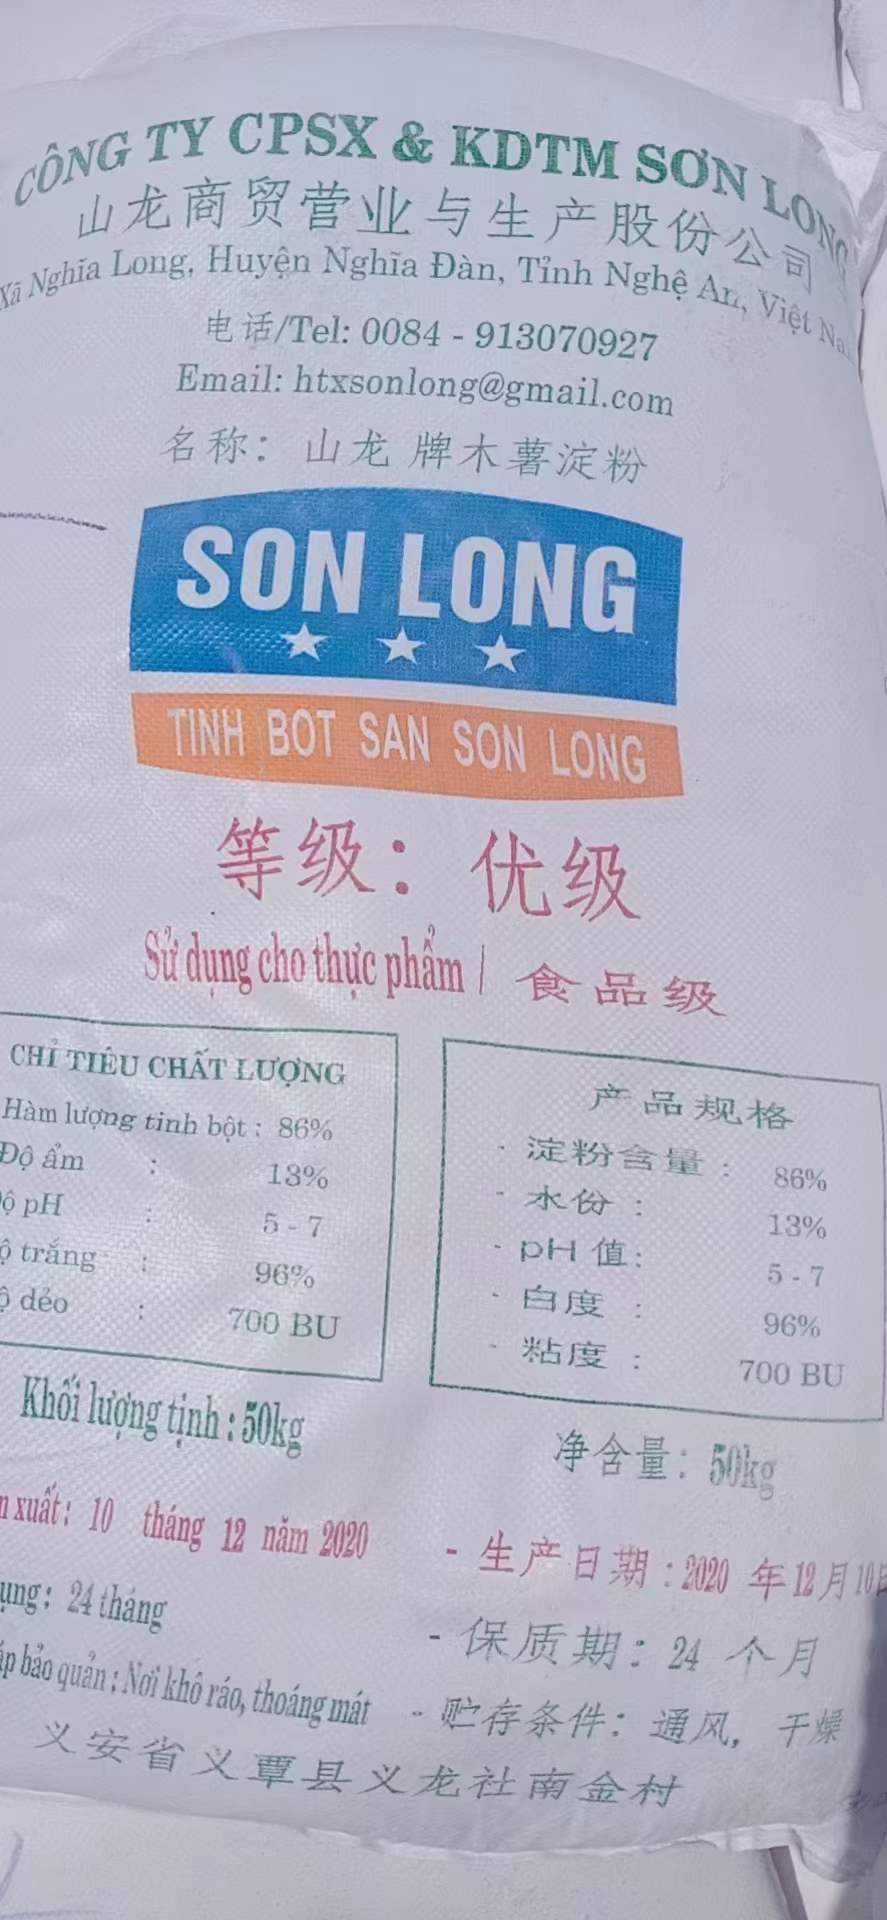 CÔNG TY CPSX & KDTM SƠN LONG
山龙商贸营业与生产股份公司
Xã Nghĩa Long, Huyện Nghĩa Đàn, Tỉnh Nghệ An, Việt Na
电话/Tel: 0084 - 913070927
Email: htxsonlong@gmail.com
名称：山龙 牌木薯淀粉
SON LONG
TINH BOT SAN SON LONG
等级：优级
Sử dụng cho thực phẩm / 食品级
CHỈ TIÊU CHẤT LƯỢNG
Hàm lượng tinh bột : 86%
Độ ẩm : 13%
ộ pH : 5 - 7
ộ trắng : 96%
ộ dẻo : 700 BU
产品规格
- 淀粉含量 : 86%
- 水份 : 13%
- pH 值: 5 - 7
- 白度 : 96%
- 粘度 : 700 BU
Khối lượng tịnh : 50kg
n xuất : 10 tháng 12 năm 2020
ụng : 24 tháng
áp bảo quản : Nơi khô ráo, thoáng mát
净含量: 50kg
- 生产日期 : 2020 年12月10日
- 保质期: 24 个月
- 贮存条件: 通风, 干燥
义安省义覃县义龙社南金村